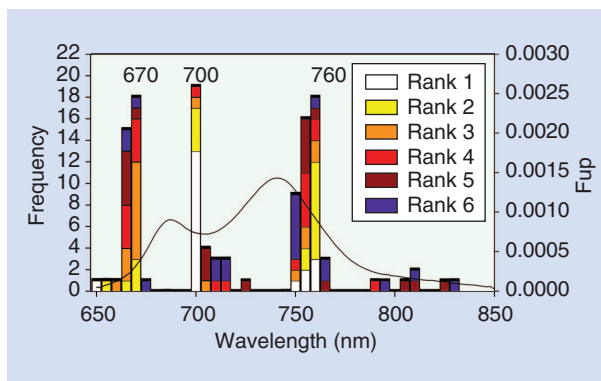 670 700 760
22
20
18
16
14
12
10
8
6
4
2
0
Frequency
0.0030
0.0025
0.0020
0.0015
0.0010
0.0005
0.0000
Fup
Rank 1
Rank 2
Rank 3
Rank 4
Rank 5
Rank 6
650 700 750 800 850
Wavelength (nm)